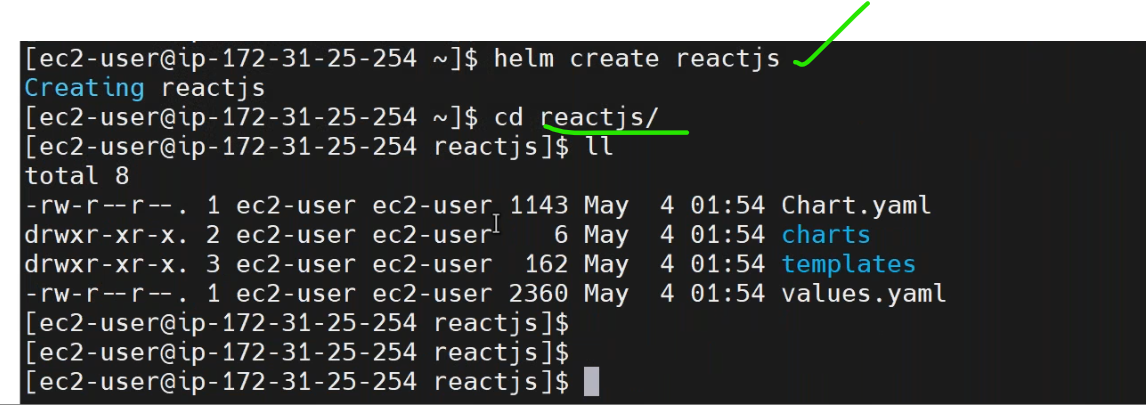 [ec2-user@ip-172-31-25-254 ~]$ helm create reactjs
Creating reactjs
[ec2-user@ip-172-31-25-254 ~]$ cd reactjs/
[ec2-user@ip-172-31-25-254 reactjs]$ ll
total 8
-rw-r--r--. 1 ec2-user ec2-user 1143 May  4 01:54 Chart.yaml
drwxr-xr-x. 2 ec2-user ec2-user    6 May  4 01:54 charts
drwxr-xr-x. 3 ec2-user ec2-user  162 May  4 01:54 templates
-rw-r--r--. 1 ec2-user ec2-user 2360 May  4 01:54 values.yaml
[ec2-user@ip-172-31-25-254 reactjs]$
[ec2-user@ip-172-31-25-254 reactjs]$
[ec2-user@ip-172-31-25-254 reactjs]$